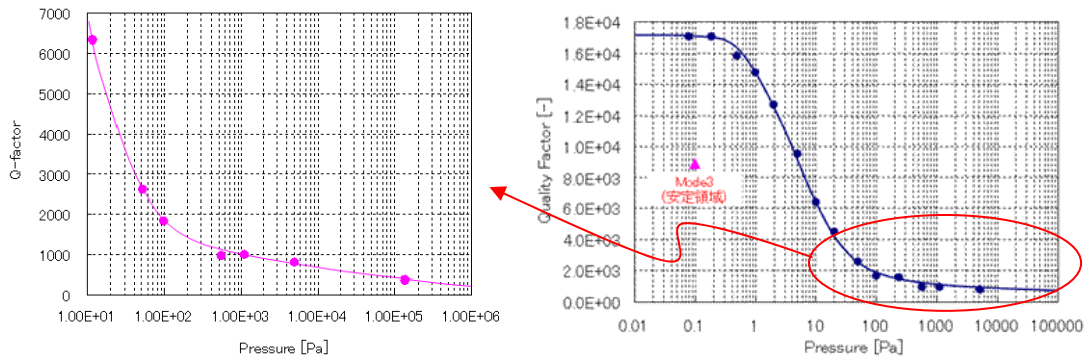 7000
6000
5000
4000
3000
2000
1000
0
Q-factor
1.00E+01 1.00E+02 1.00E+03 1.00E+04 1.00E+05 1.00E+06
Pressure [Pa]
1.8E+04
1.6E+04
1.4E+04
1.2E+04
1.0E+04
8.0E+03
6.0E+03
4.0E+03
2.0E+03
0.0E+00
Quality Factor [-]
Mode3
(安定領域)
0.01 0.1 1 10 100 1000 10000 100000
Pressure [Pa]